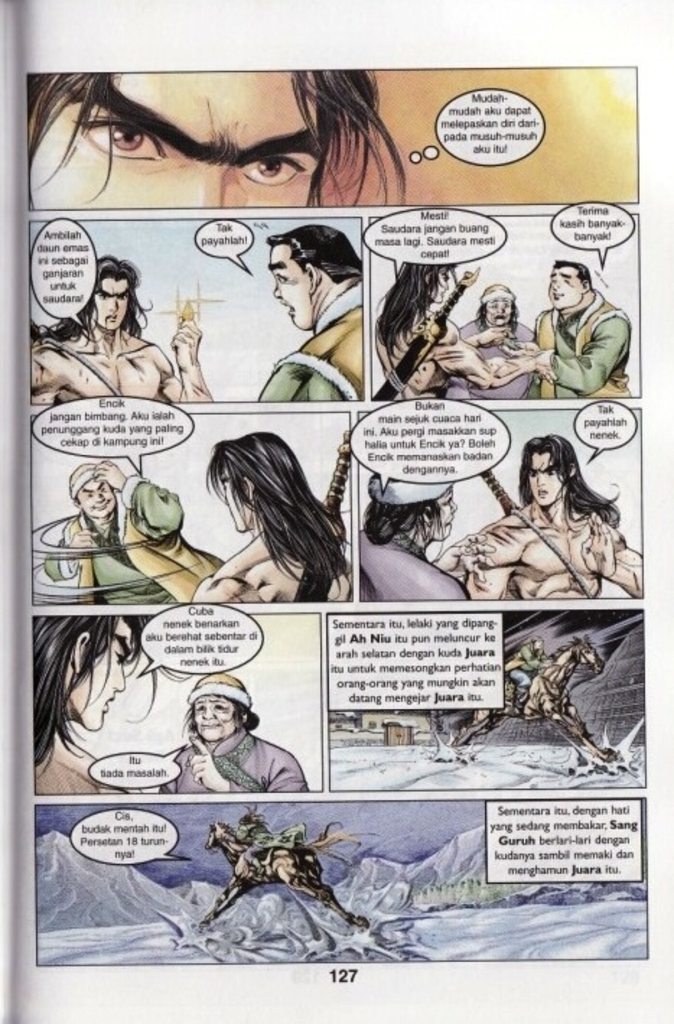 Mudah-
mudah aku dapat
melepaskan diri dari-
pada musuh-musuh
aku itu!
Ambillah
daun emas
ini sebagai
ganjaran
untuk
saudara!
Tak
payahlah!
Mesti!
Saudara jangan buang
masa lagi. Saudara mesti
cepat!
Terima
kasih banyak-
banyak!
Encik
jangan bimbang. Aku ialah
penunggang kuda yang paling
cekap di kampung ini!
Bukan
main sejuk cuaca hari
ini. Aku pergi masakkan sup
halia untuk Encik ya? Boleh
Encik memanaskan badan
dengannya.
Tak
payahlah
nenek.
Cuba
nenek benarkan
aku berehat sebentar di
dalam bilik tidur
nenek itu.
Itu
tiada masalah.
Sementara itu, lelaki yang dipang-
gil Ah Niu itu pun meluncur ke
arah selatan dengan kuda Juara
itu untuk memesongkan perhatian
orang-orang yang mungkin akan
datang mengejar Juara itu.
Cis,
budak mentah itu!
Persetan 18 turun-
nya!
Sementara itu, dengan hati
yang sedang membakar, Sang
Guruh berlari-lari dengan
kudanya sambil memaki dan
menghamun Juara itu.
127